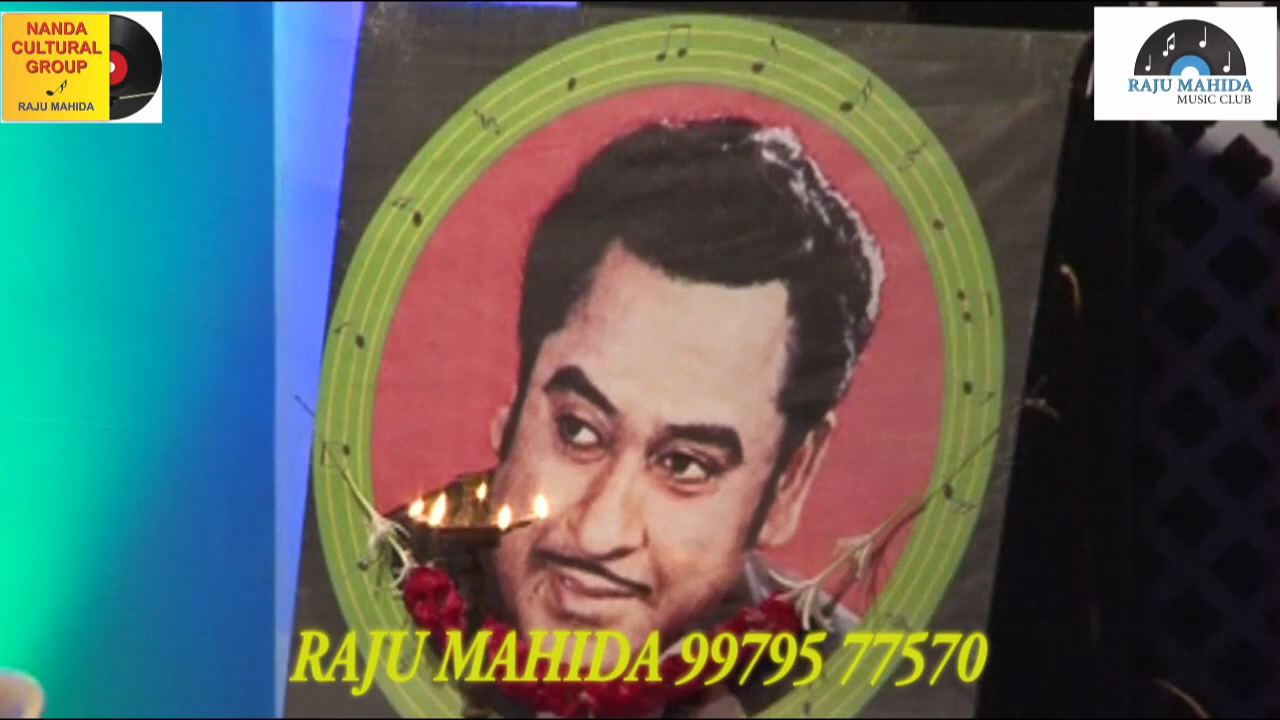 NANDA
CULTURAL
GROUP
RAJU MAHIDA
RAJU MAHIDA
MUSIC CLUB
RAJU MAHIDA 99795 77570